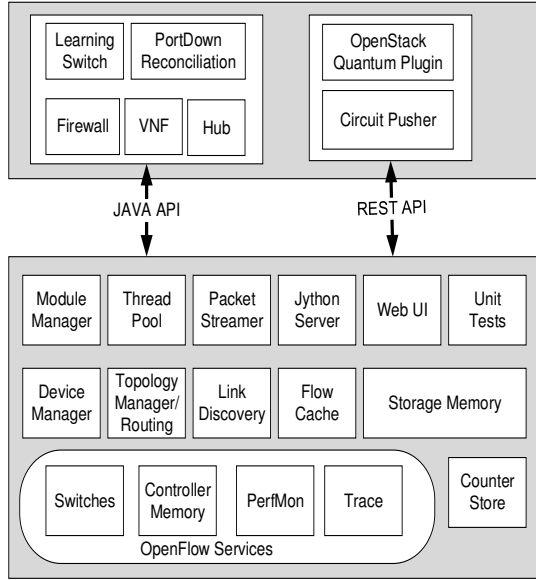 Learning
Switch
PortDown
Reconciliation
OpenStack
Quantum Plugin
Firewall
VNF
Hub
Circuit Pusher
JAVA API
REST API
Module
Manager
Thread
Pool
Packet
Streamer
Jython
Server
Web UI
Unit
Tests
Device
Manager
Topology
Manager/
Routing
Link
Discovery
Flow
Cache
Storage Memory
Switches
Controller
Memory
PerfMon
Trace
Counter
Store
OpenFlow Services